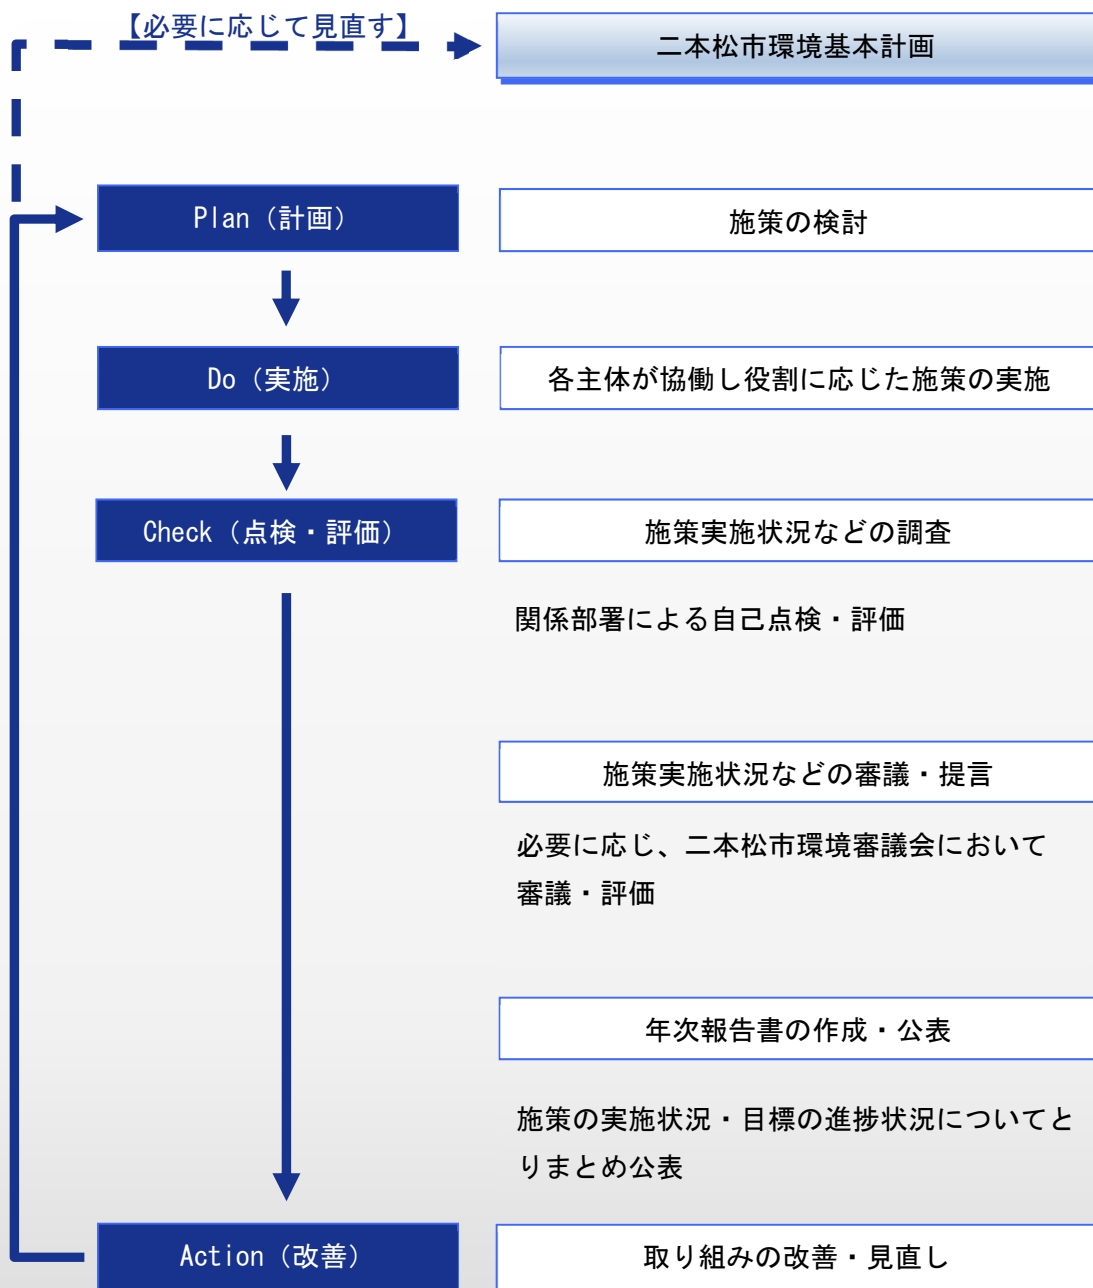 【必要に応じて見直す】
二本松市環境基本計画
Plan（計画）
施策の検討
Do（実施）
各主体が協働し役割に応じた施策の実施
Check（点検・評価）
施策実施状況などの調査
関係部署による自己点検・評価
施策実施状況などの審議・提言
必要に応じ、二本松市環境審議会において
審議・評価
年次報告書の作成・公表
施策の実施状況・目標の進捗状況についてと
りまとめ公表
Action（改善）
取り組みの改善・見直し